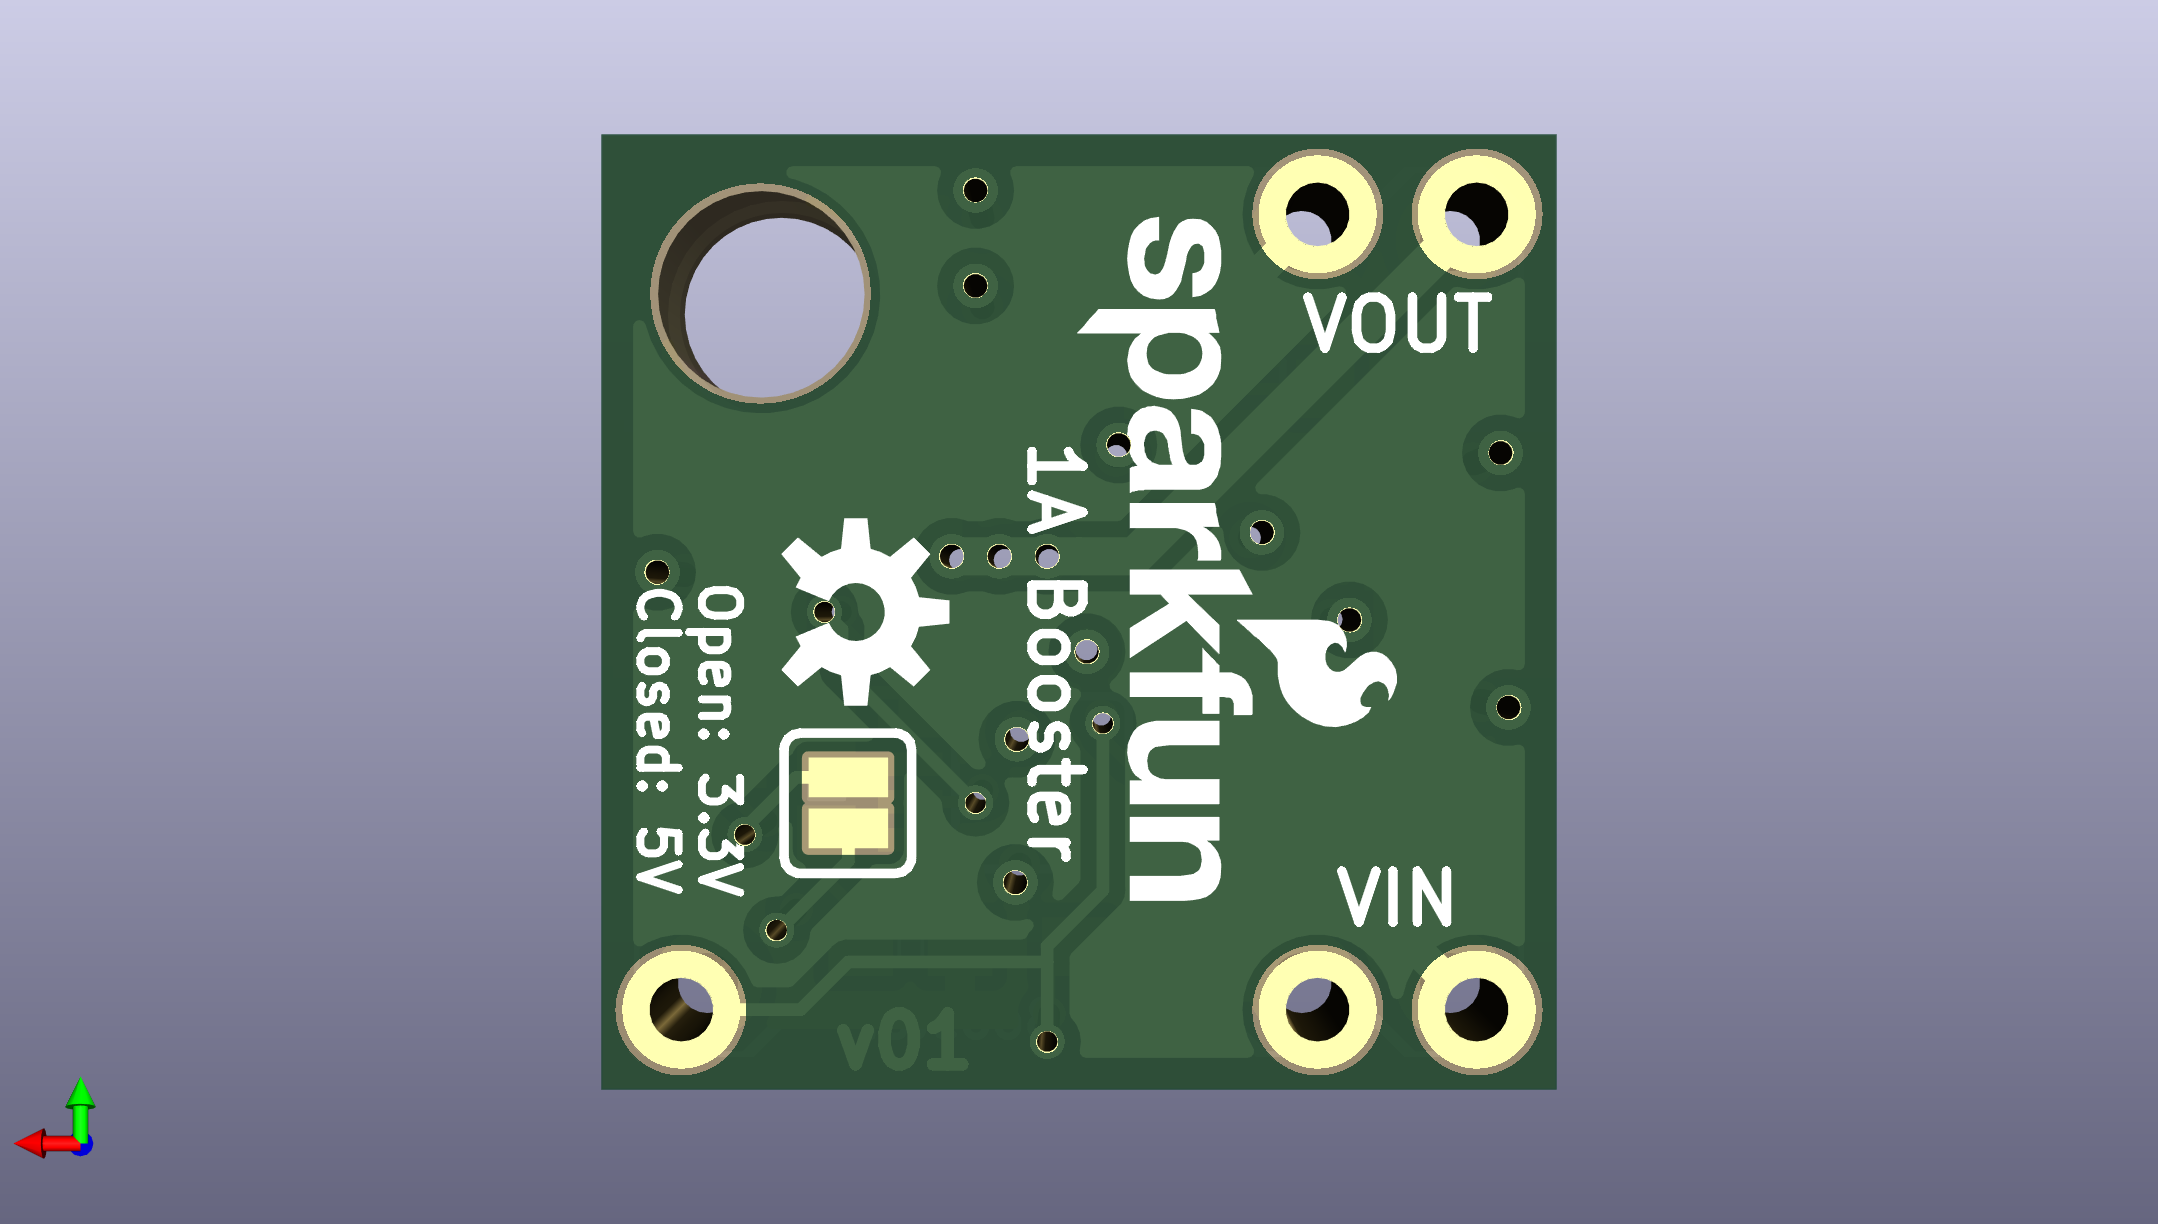 VOUT
sparkfun
1A Booster
Open: 3.3V
Closed: 5V
VIN
v01